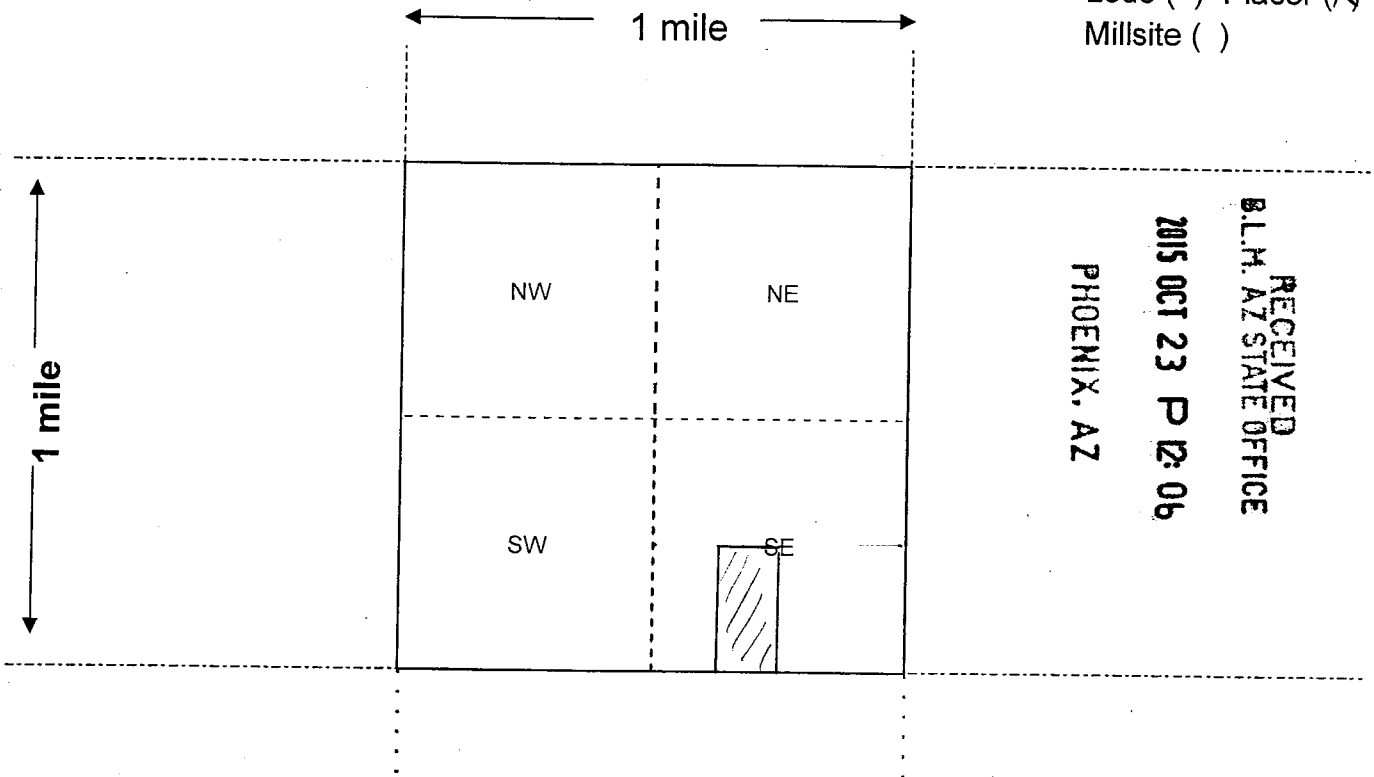 1 mile
Millsite ( )
NW
NE
1 mile
SW
SE
RECEIVED
B.L.M. AZ STATE OFFICE
2015 OCT 23 P 12: 06
PHOENIX, AZ